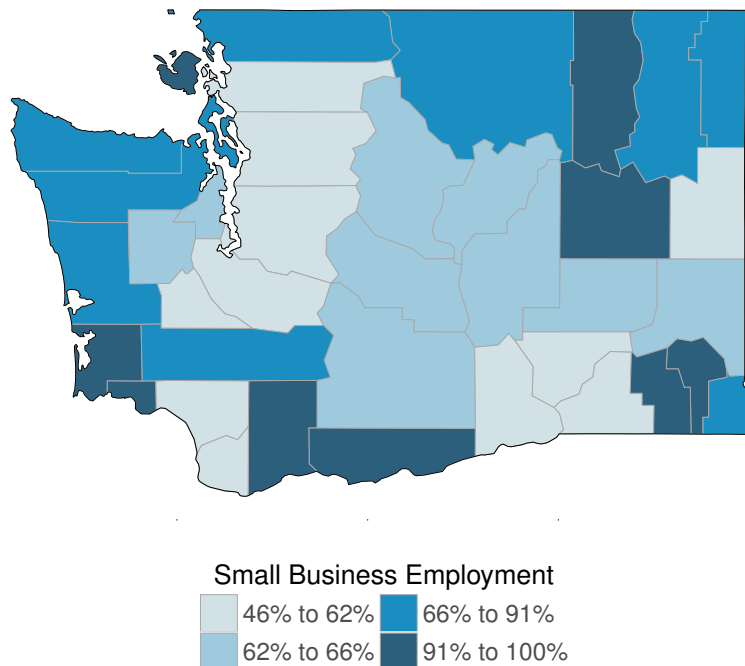 Small Business Employment
46% to 62% 66% to 91%
62% to 66% 91% to 100%